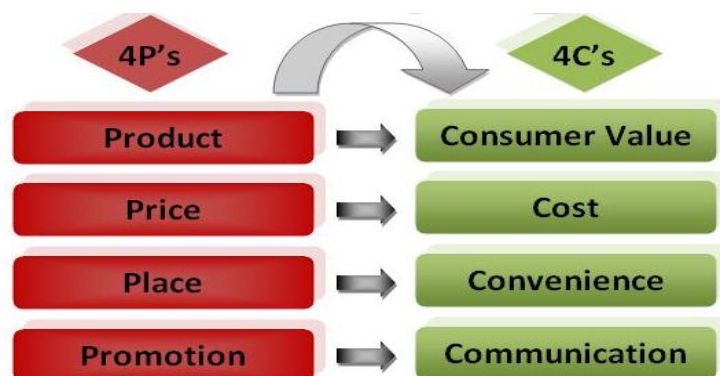 4P's
4C's
Product
Consumer Value
Price
Cost
Place
Convenience
Promotion
Communication